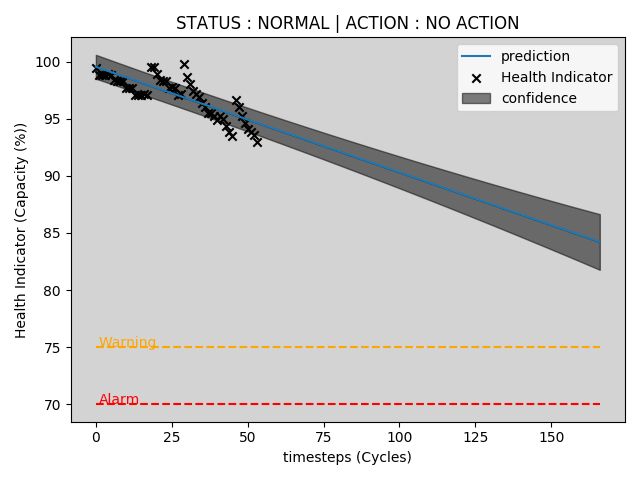 STATUS : NORMAL | ACTION : NO ACTION
prediction
Health Indicator
confidence
Health Indicator (Capacity (%))
100
95
90
85
80
75
70
Warning
Alarm
0 25 50 75 100 125 150
timesteps (Cycles)